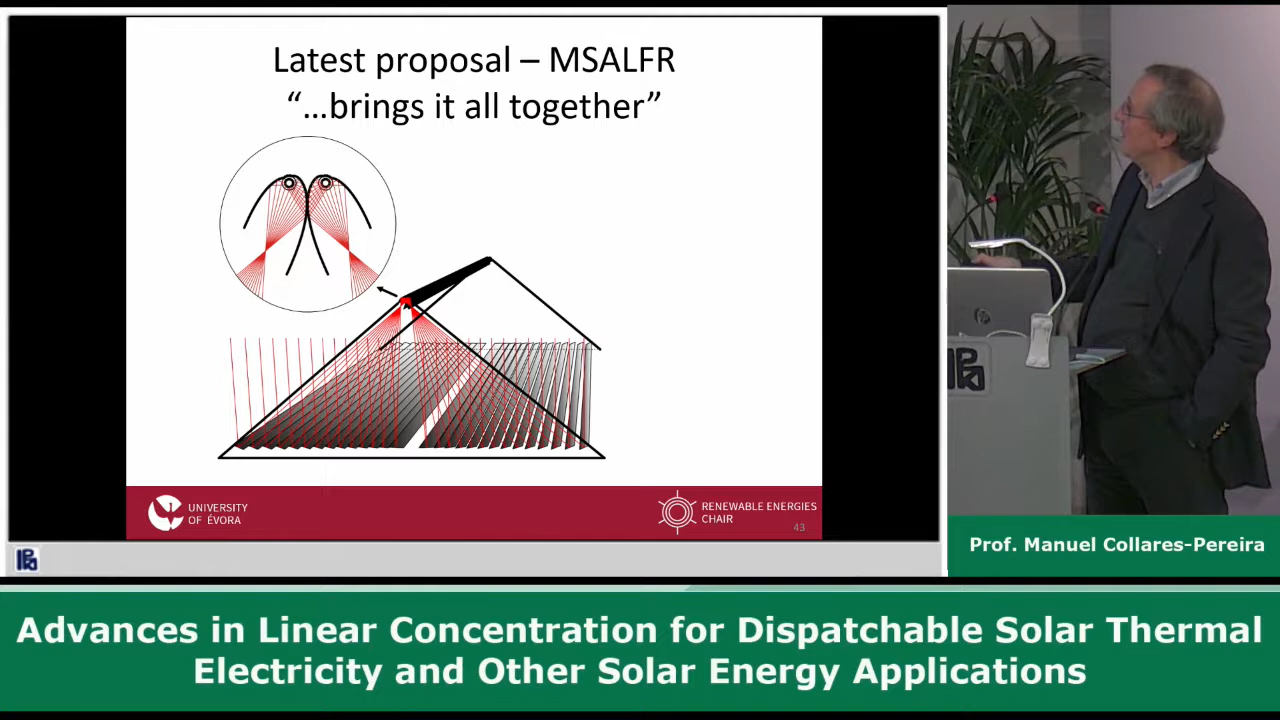 Latest proposal – MSALFR
“...brings it all together”
UNIVERSITY
OF ÉVORA
RENEWABLE ENERGIES
CHAIR
43
Prof. Manuel Collares-Pereira
Advances in Linear Concentration for Dispatchable Solar Thermal
Electricity and Other Solar Energy Applications